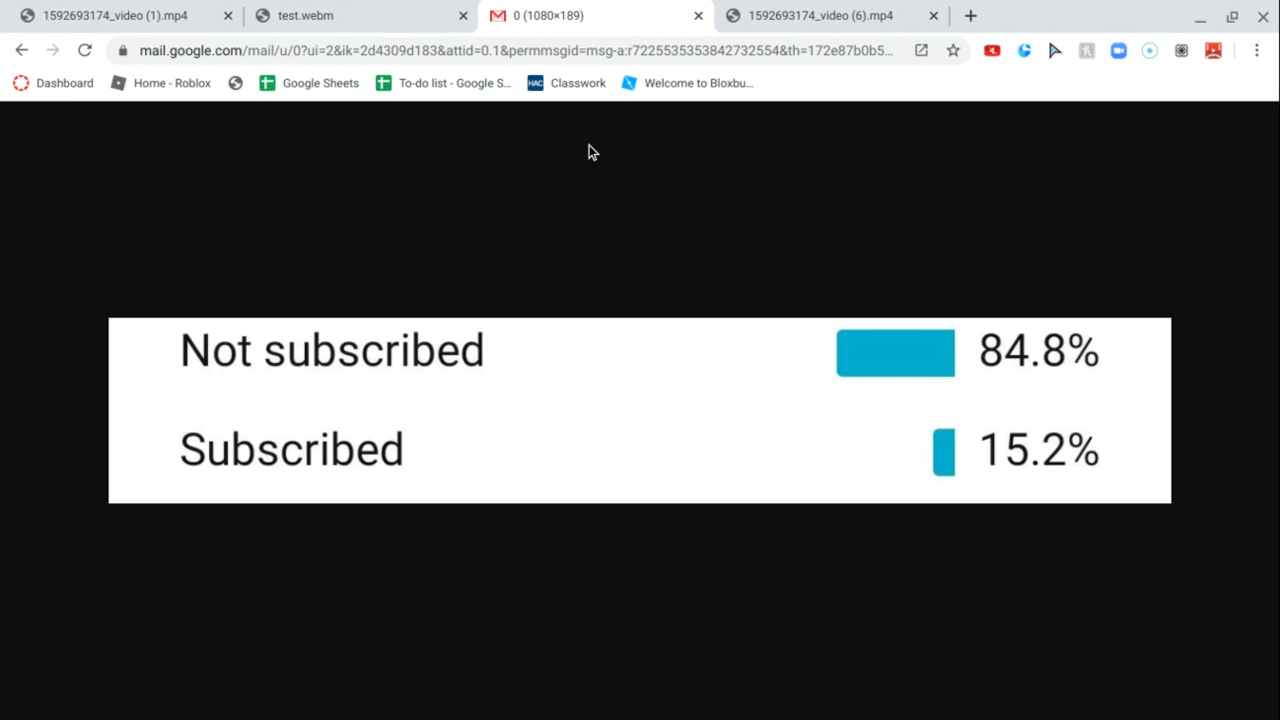 1592693174_video (1).mp4
test.webm
0 (1080×189)
1592693174_video (6).mp4
mail.google.com/mail/u/0?ui=2&ik=2d4309d183&attid=0.1&permmsgid=msg-a:r7225535353842732554&th=172e87b0b5...
Dashboard
Home - Roblox
Google Sheets
To-do list - Google S...
HAC
Classwork
Welcome to Bloxbu...
Not subscribed 84.8%
Subscribed 15.2%